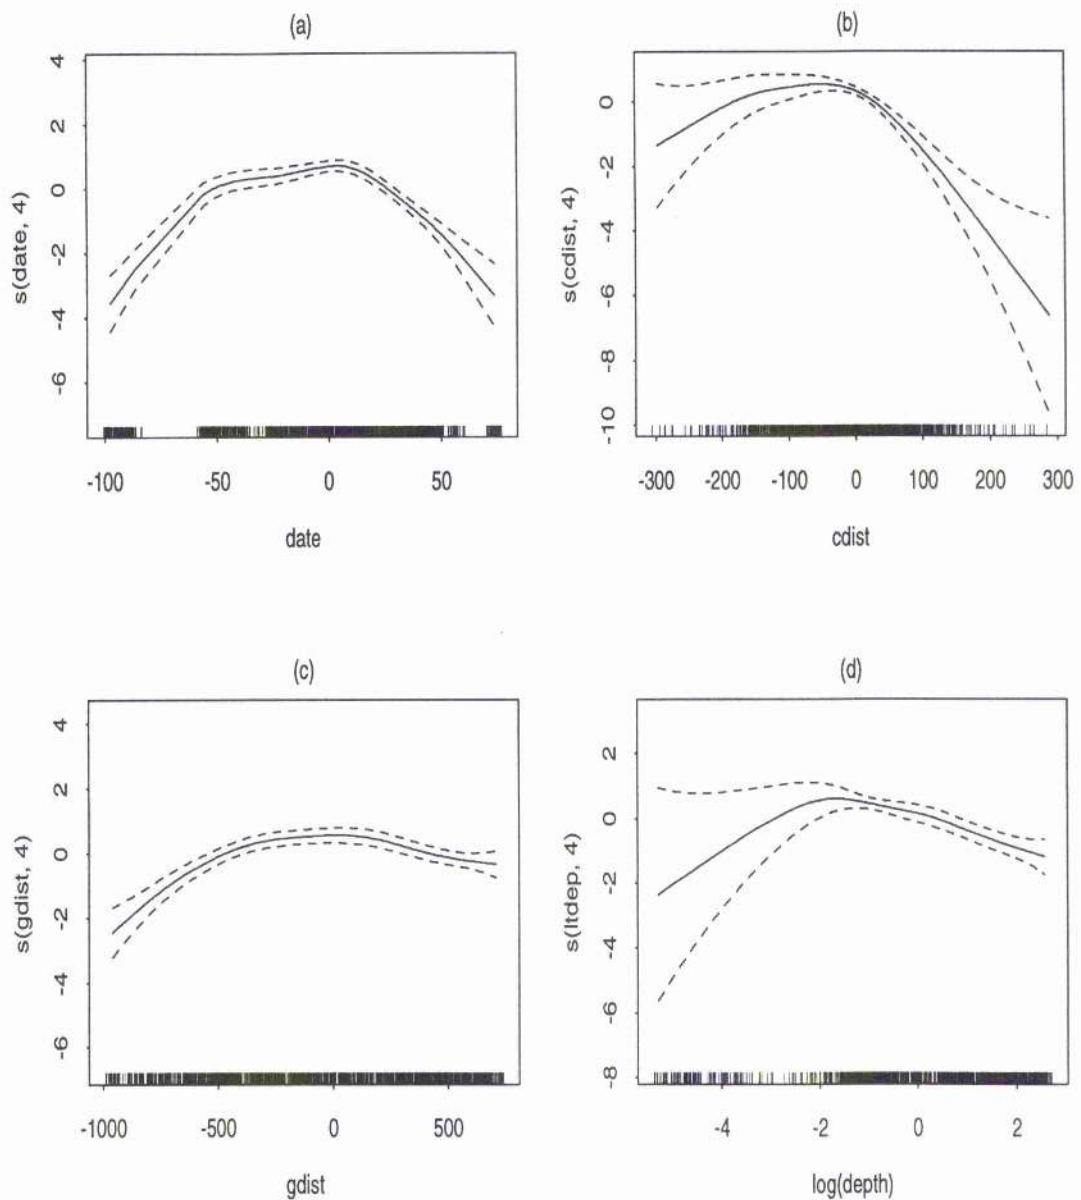 (a)
4
2
0
-2
-4
-6
s(date, 4)
-100 -50 0 50
date
(b)
0
-2
-4
-6
-8
-10
s(cdist, 4)
-300 -200 -100 0 100 200 300
cdist
(c)
4
2
0
-2
-4
-6
s(gdist, 4)
-1000 -500 0 500
gdist
(d)
2
0
-2
-4
-6
-8
s(ltdep, 4)
-4 -2 0 2
log(depth)